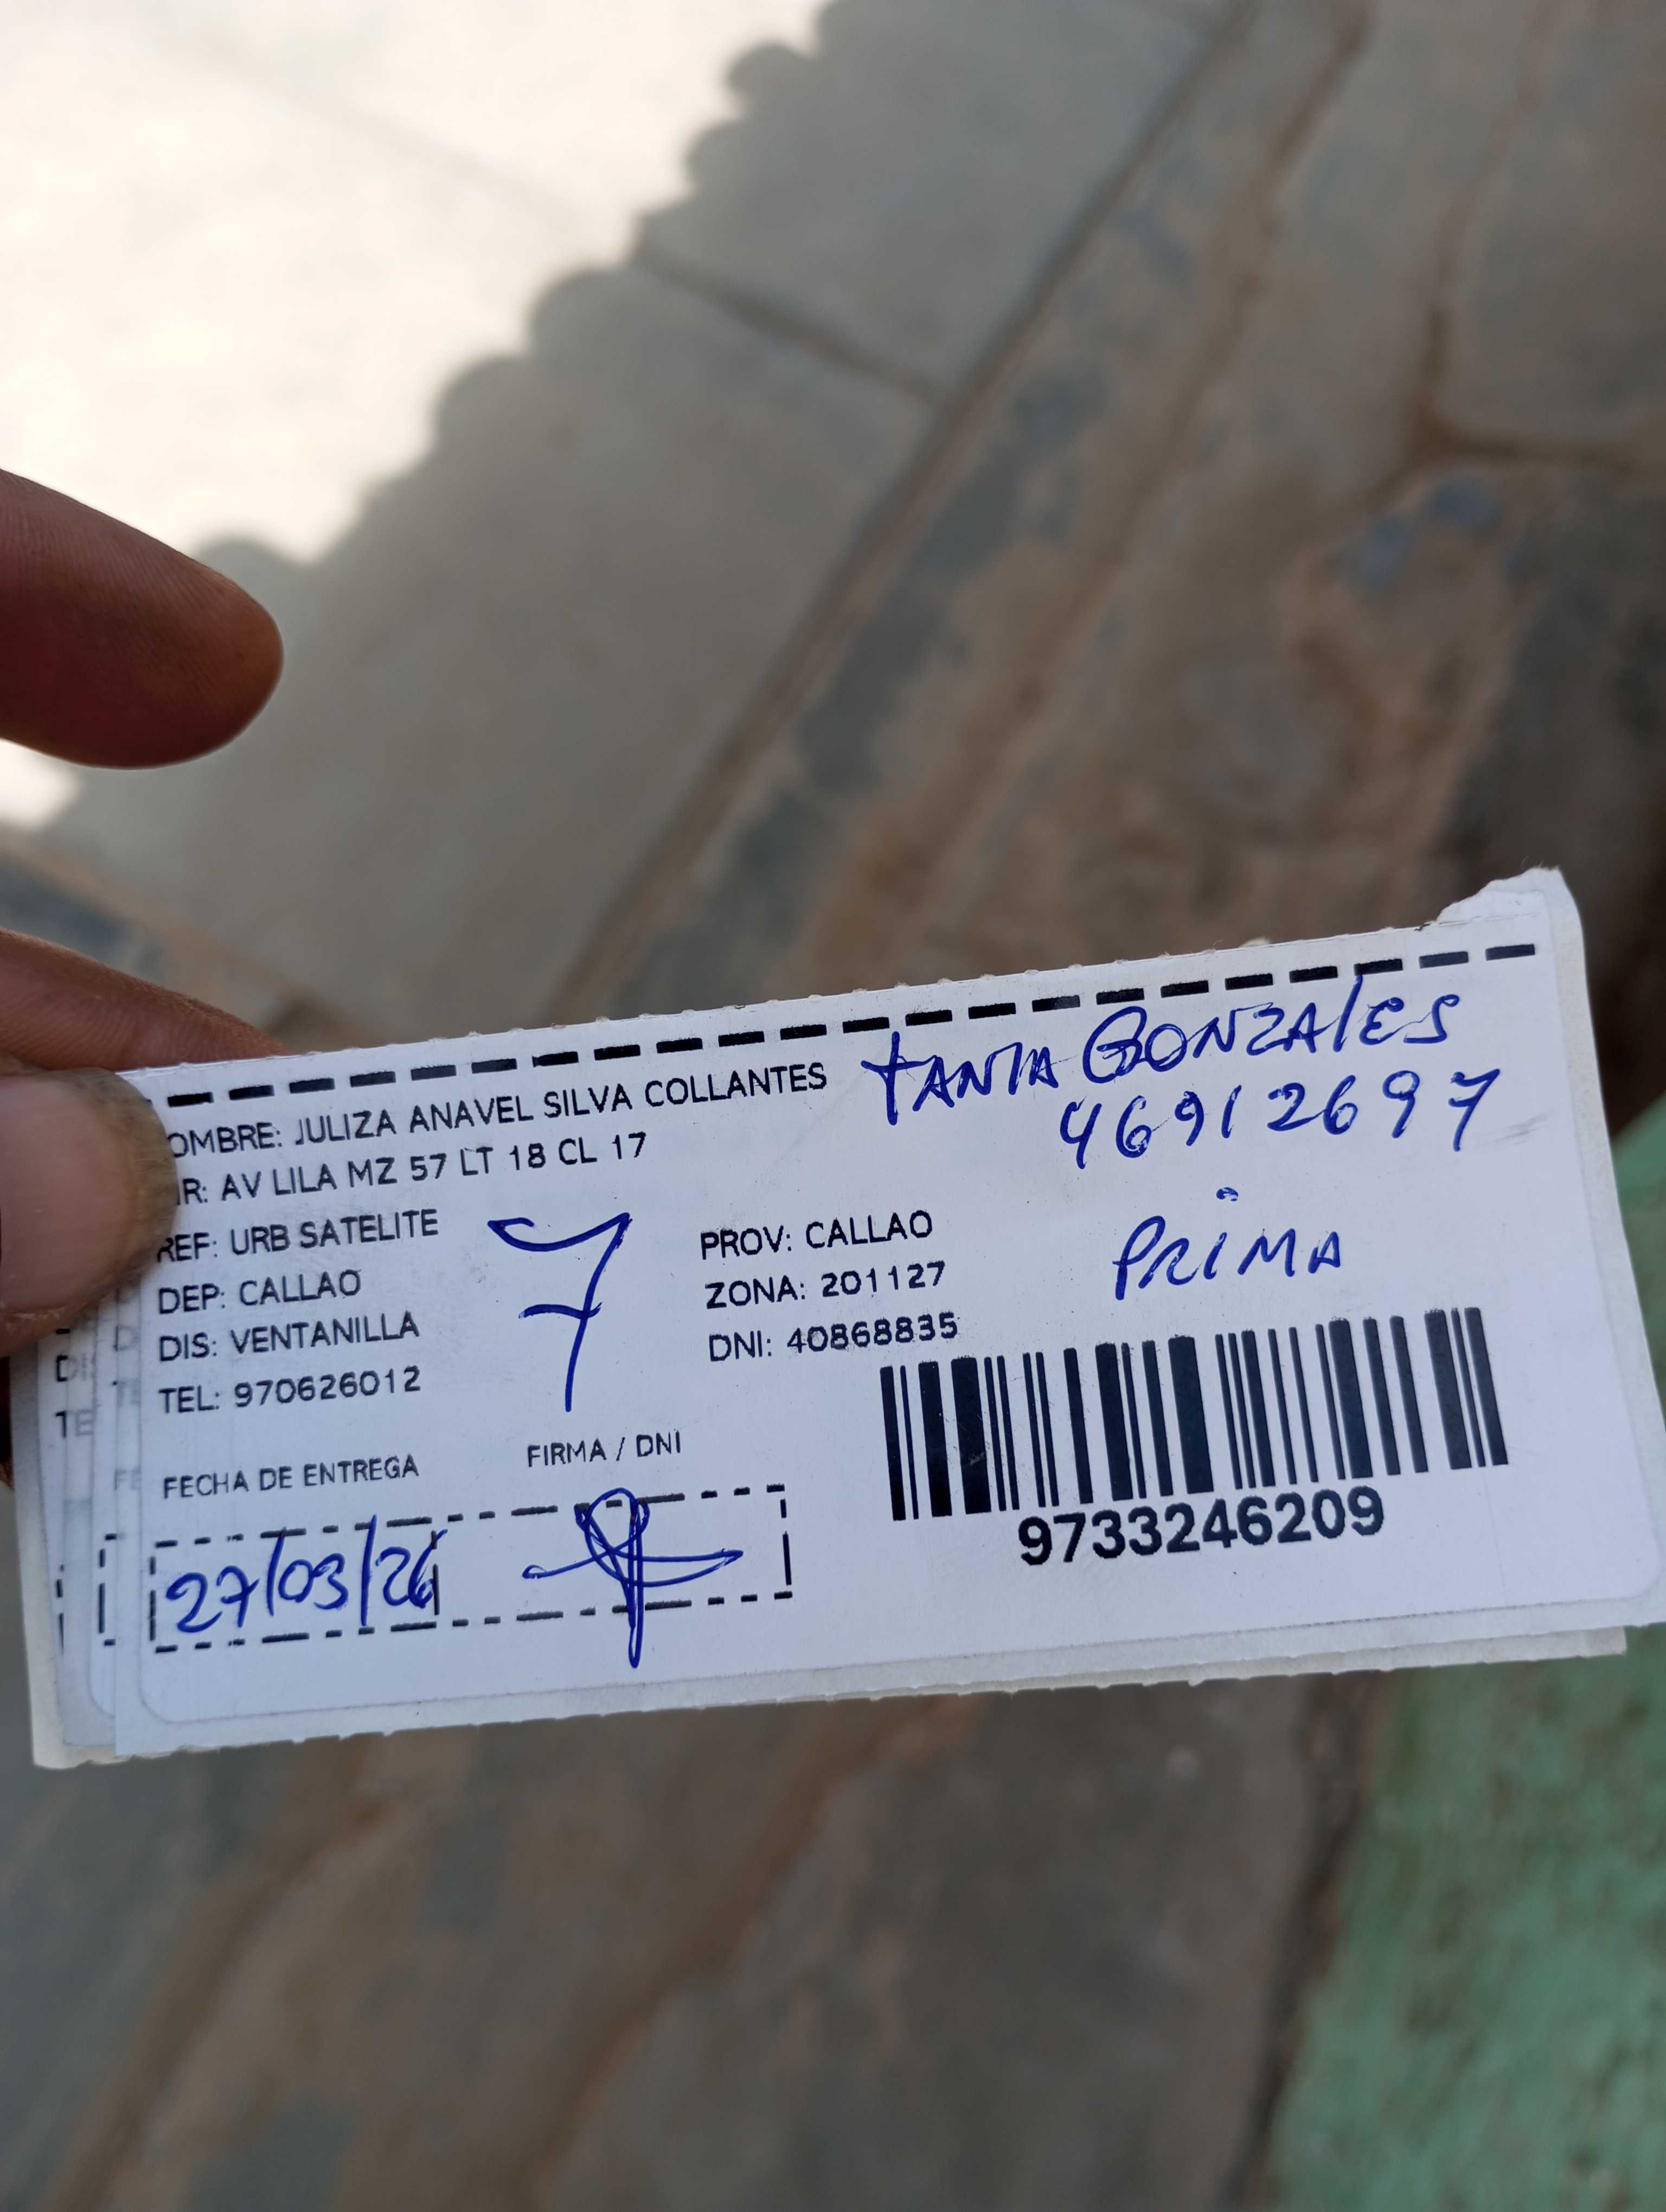 TANIA GONZALES
OMBRE: JULIZA ANAVEL SILVA COLLANTES
46912697
IR: AV LILA MZ 57 LT 18 CL 17
REF: URB SATELITE
7
PROV: CALLAO
PRIMA
DEP: CALLAO
ZONA: 201127
DIS: VENTANILLA
DNI: 40868835
TEL: 970626012
FECHA DE ENTREGA
FIRMA / DNI
9733246209
27/03/26